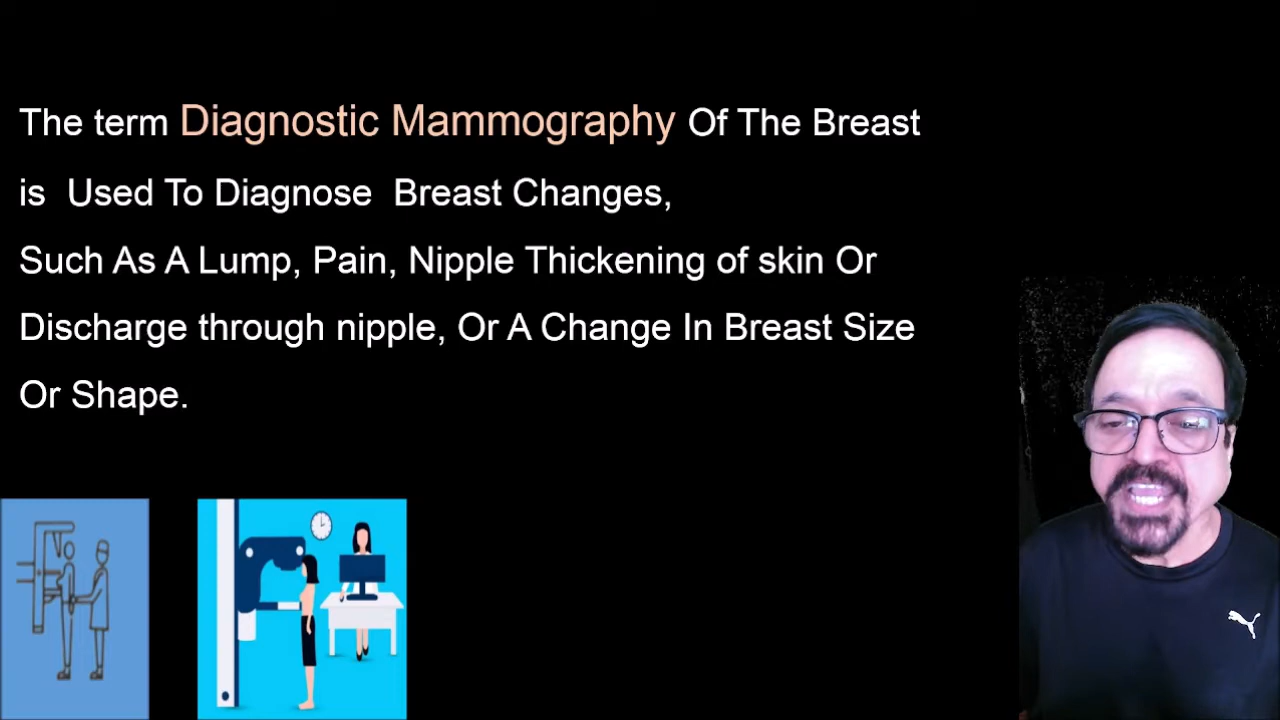 The term Diagnostic Mammography Of The Breast
is Used To Diagnose Breast Changes,
Such As A Lump, Pain, Nipple Thickening of skin Or
Discharge through nipple, Or A Change In Breast Size
Or Shape.